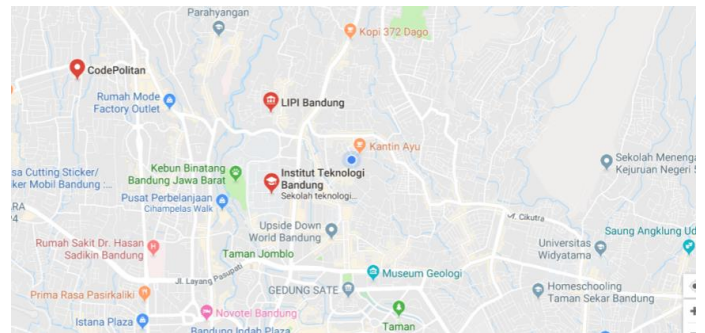 Parahyangan
Kopi 372 Dago
CodePolitan
Rumah Mode
Factory Outlet
LIPI Bandung
Kantin Ayu
sa Cutting Sticker/
ker Mobil Bandung ...
Kebun Binatang
Bandung Jawa Barat
Institut Teknologi
Bandung
Sekolah teknologi...
Sekolah Meneng
Kejuruan Negeri
Pusat Perbelanjaan
Cihampelas Walk
ARA
Upside Down
World Bandung
Jl. Cikutra
Saung Angklung Ud
Universitas
Widyatama
Rumah Sakit Dr. Hasan
Sadikin Bandung
Taman Jomblo
Jl. Layang Pasupati
Museum Geologi
GEDUNG SATE
Homeschooling
Taman Sekar Bandung
Prima Rasa Pasirkaliki
Novotel Bandung
Istana Plaza
Bandung Indah Plaza
Taman